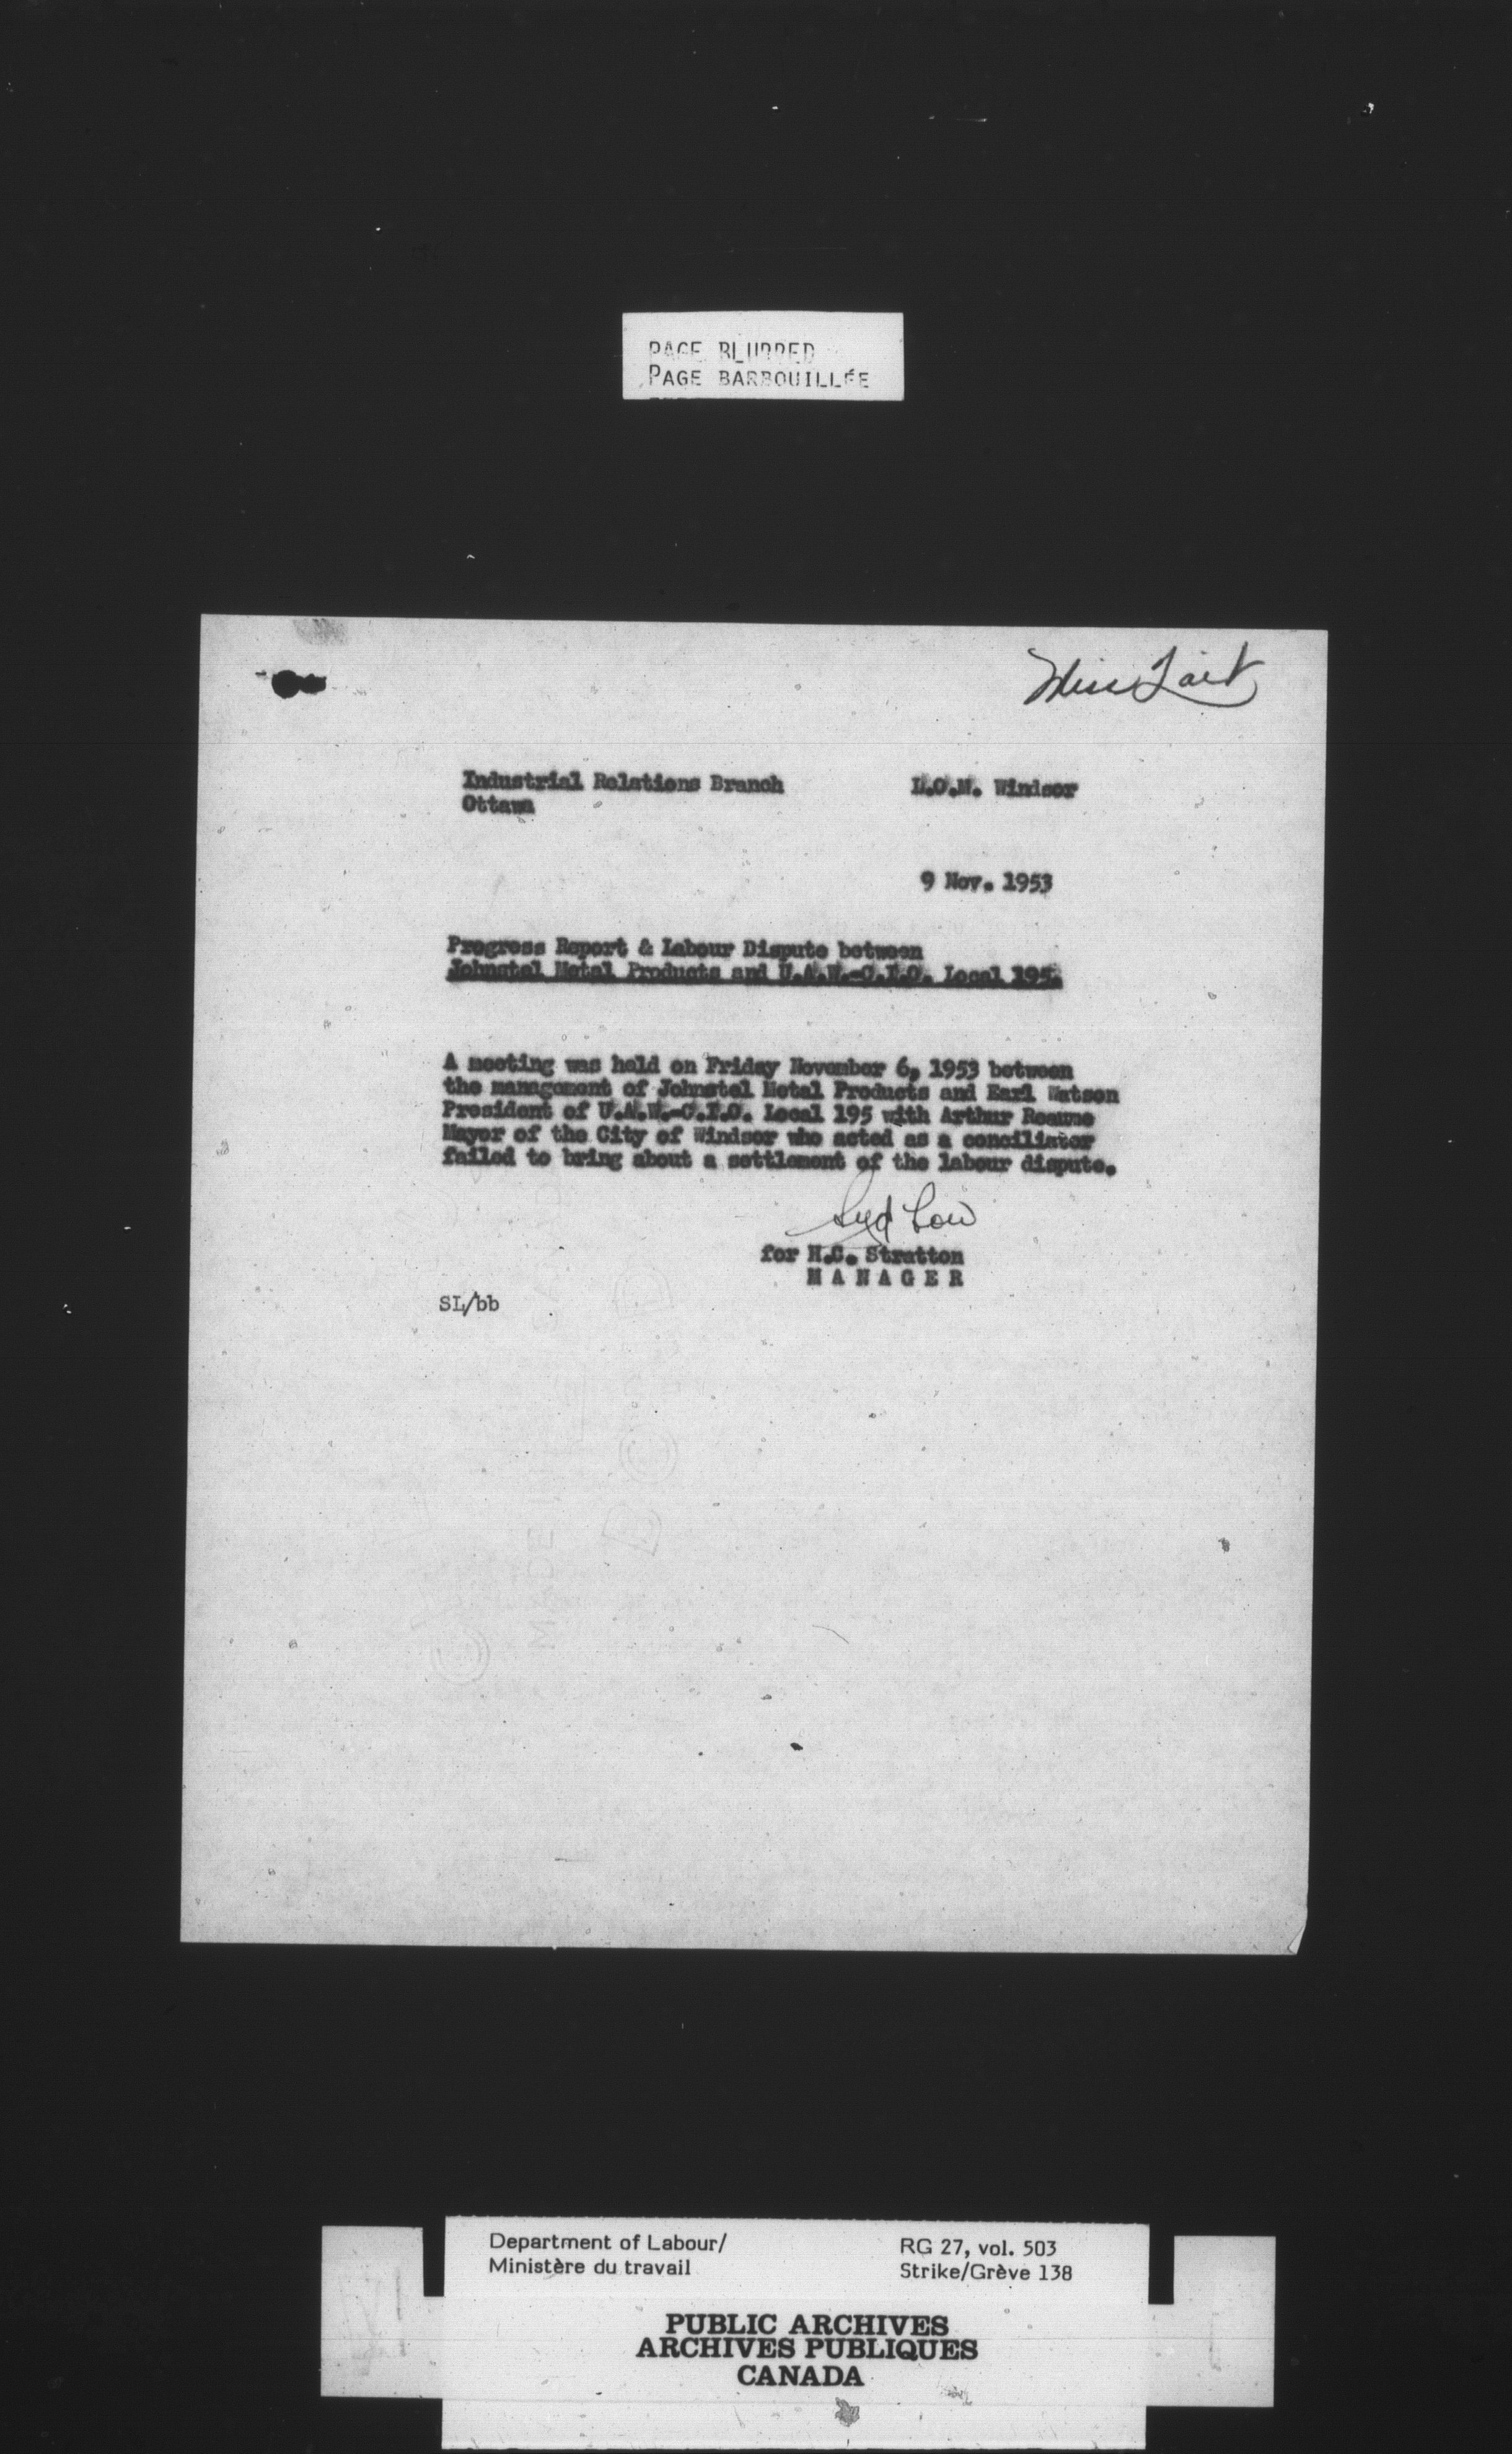 PAGE BLURRED
PAGE BARBOUILLÉE
Miss Tait
Industrial Relations Branch
L.O.M. Windsor
Ottawa
9 Nov. 1953
Progress Report & Labour Dispute between
Johnstel Metal Products and U.A.W.-C.I.O. Local 195.
A meeting was held on Friday November 6, 1953 between
the management of Johnstel Metal Products and Earl Watson
President of U.A.W.-C.I.O. Local 195 with Arthur Reaume
Mayor of the City of Windsor who acted as a conciliator
failed to bring about a settlement of the labour dispute.
Syd Low
for H.C. Stratton
MANAGER
SL/bb
Department of Labour/
Ministère du travail
RG 27, vol. 503
Strike/Grève 138
PUBLIC ARCHIVES
ARCHIVES PUBLIQUES
CANADA